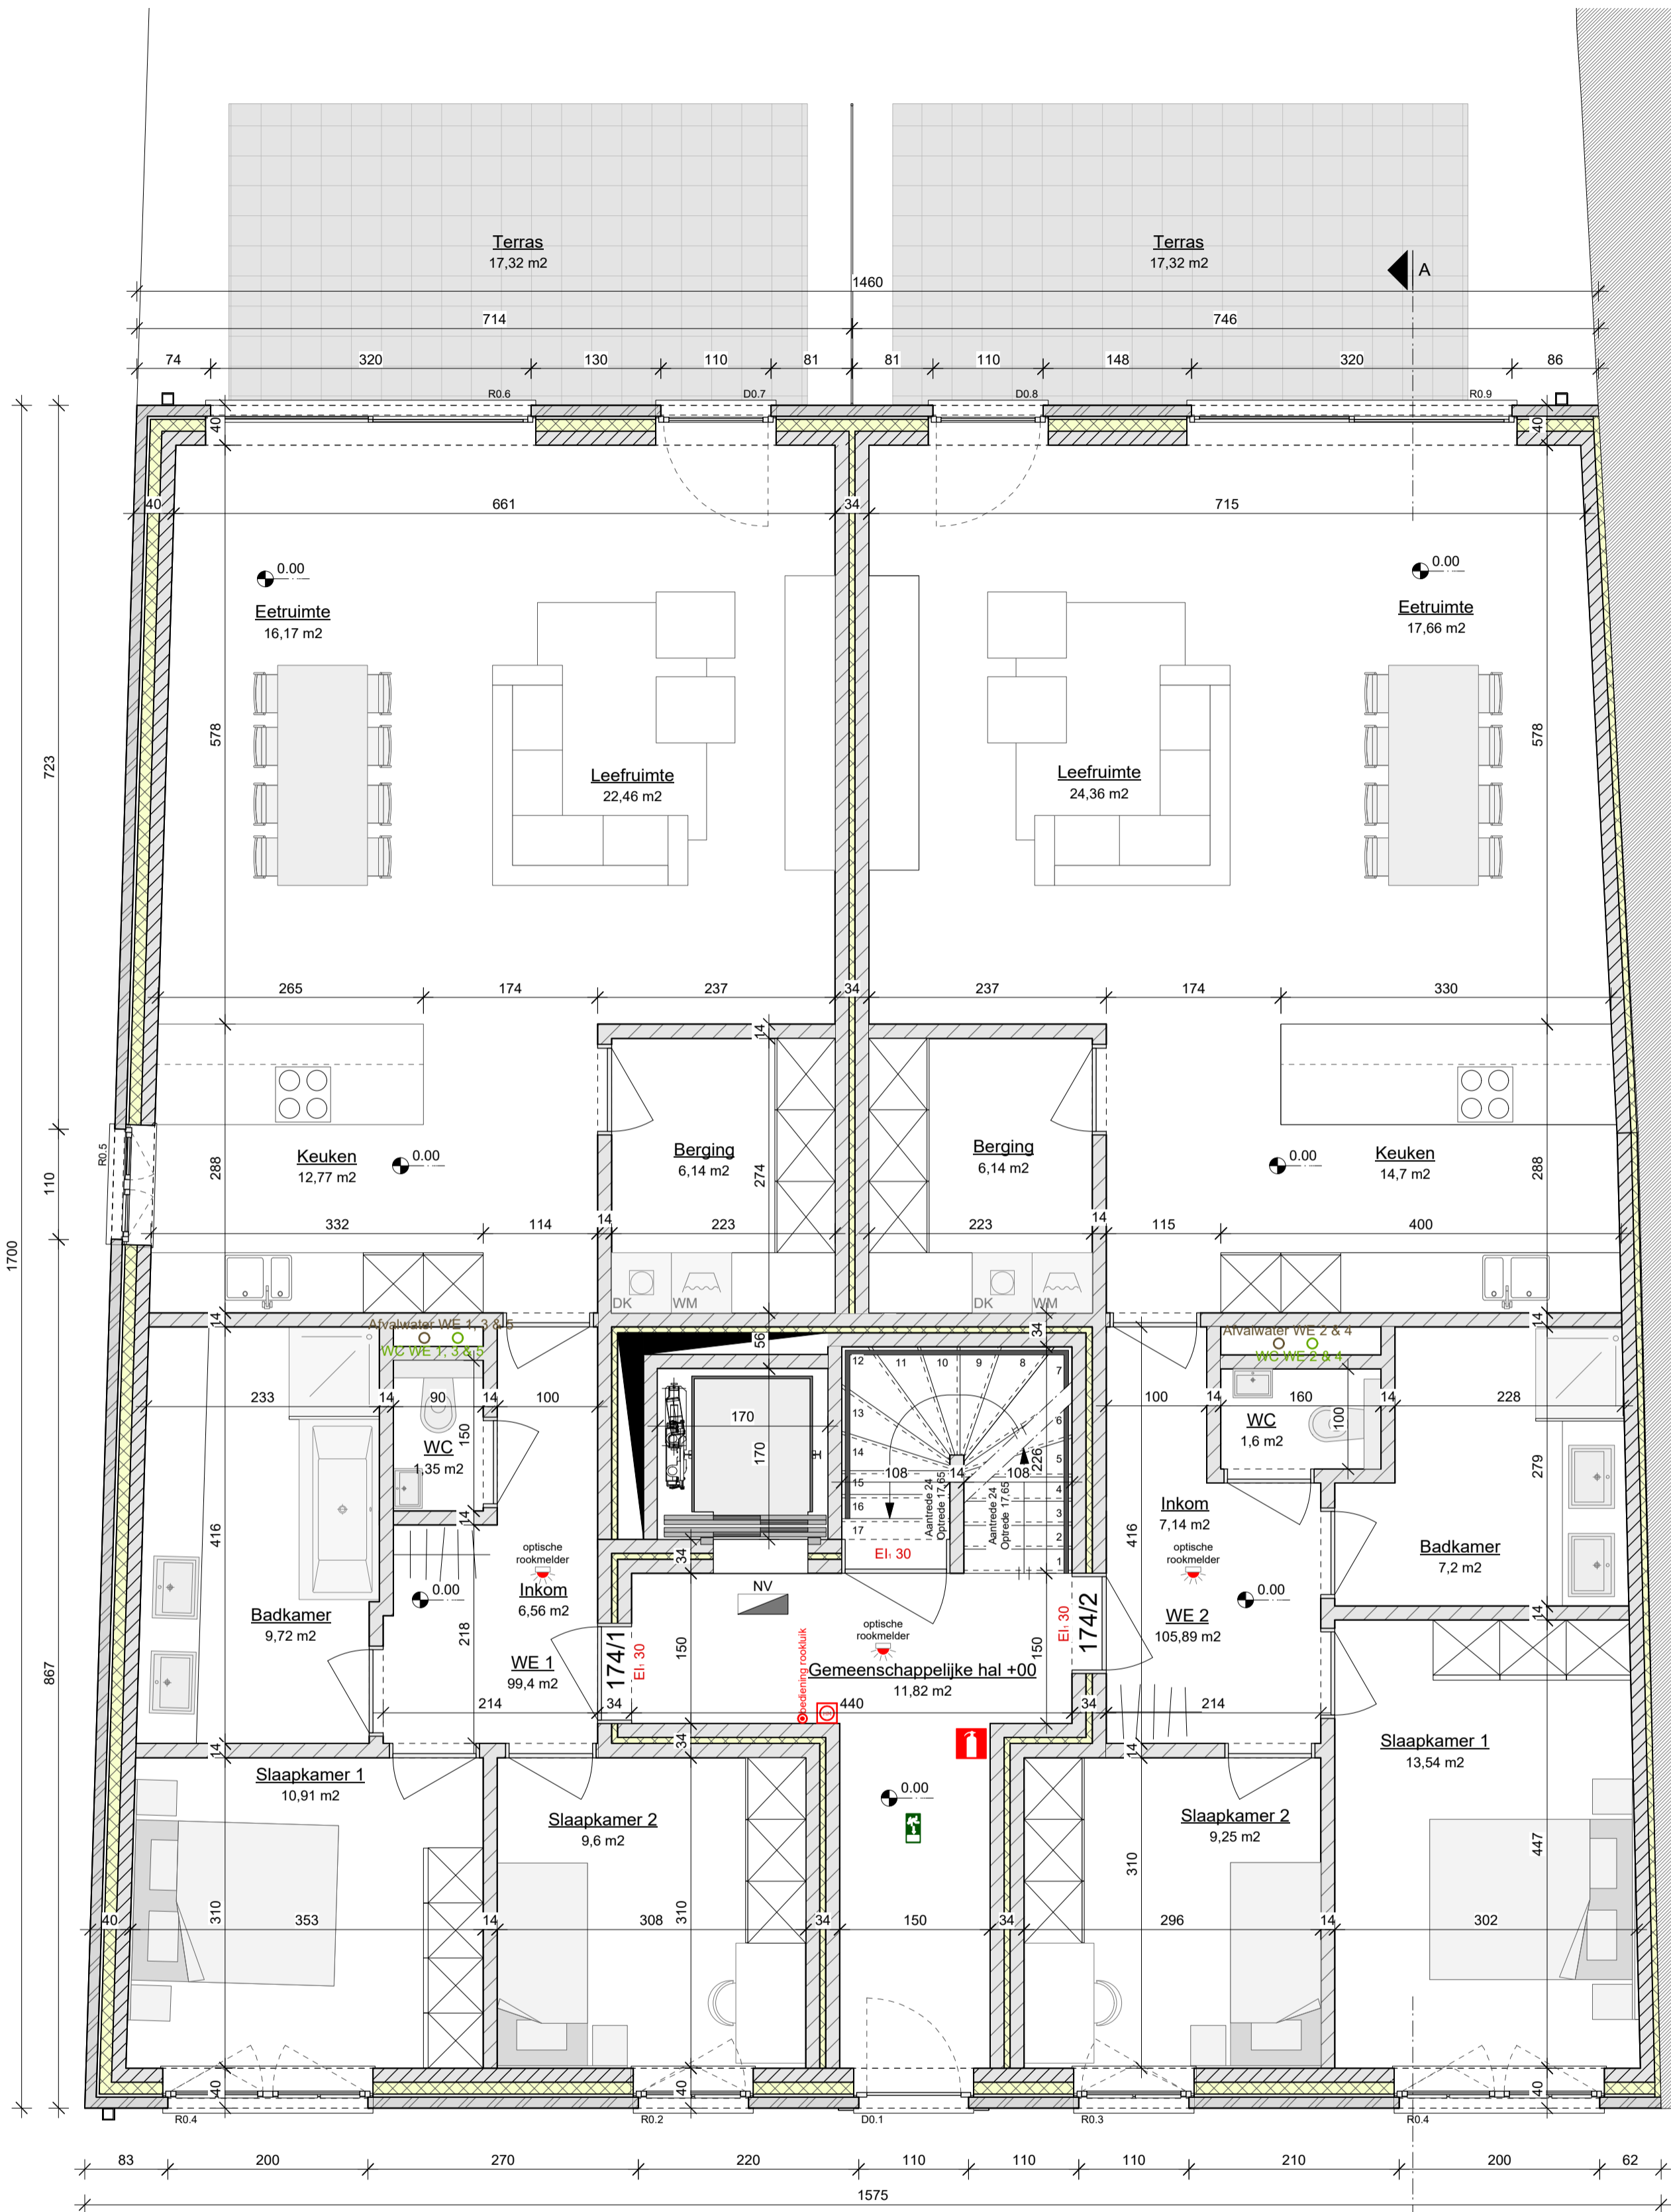 Terras
17,32 m2
Terras
17,32 m2
A
1460
714
746
74
320
130
110
81
81
110
148
320
86
R0.6
D0.7
D0.8
R0.9
40
40
40
661
34
715
0.00
0.00
Eetruimte
16,17 m2
Eetruimte
17,66 m2
578
578
723
Leefruimte
22,46 m2
Leefruimte
24,36 m2
265
174
237
34
237
174
330
14
R0.5
110
1700
288
288
Keuken
12,77 m2
0.00
Berging
6,14 m2
274
Berging
6,14 m2
0.00
Keuken
14,7 m2
332
114
14
223
223
14
115
400
DK
WM
DK
WM
14
14
Afvalwater WE 1, 3 & 5
WC WE 1, 3 & 5
56
34
Afvalwater WE 2 & 4
WC WE 2 & 4
12
11
10
9
8
7
13
6
14
5
15
4
16
3
17
2
1
233
14
90
14
100
170
170
108
14
108
226
100
14
160
14
228
WC
1,35 m2
150
14
WC
1,6 m2
100
279
Aantrede 24
Optrede 17,65
Aantrede 24
Optrede 17,65
EI₁ 30
416
416
optische
rookmelder
Inkom
6,56 m2
0.00
34
NV
optische
rookmelder
Inkom
7,14 m2
optische
rookmelder
0.00
Badkamer
7,2 m2
14
Badkamer
9,72 m2
218
WE 1
99,4 m2
174/1
EI₁ 30
150
bediening rookluik
Gemeenschappelijke hal +00
11,82 m2
150
EI₁ 30
174/2
WE 2
105,89 m2
867
214
34
440
34
214
14
34
14
Slaapkamer 1
10,91 m2
Slaapkamer 2
9,6 m2
0.00
Slaapkamer 2
9,25 m2
Slaapkamer 1
13,54 m2
310
310
310
447
40
353
14
308
34
150
34
296
14
302
40
40
40
R0.4
R0.2
D0.1
R0.3
R0.4
83
200
270
220
110
110
110
210
200
62
1575